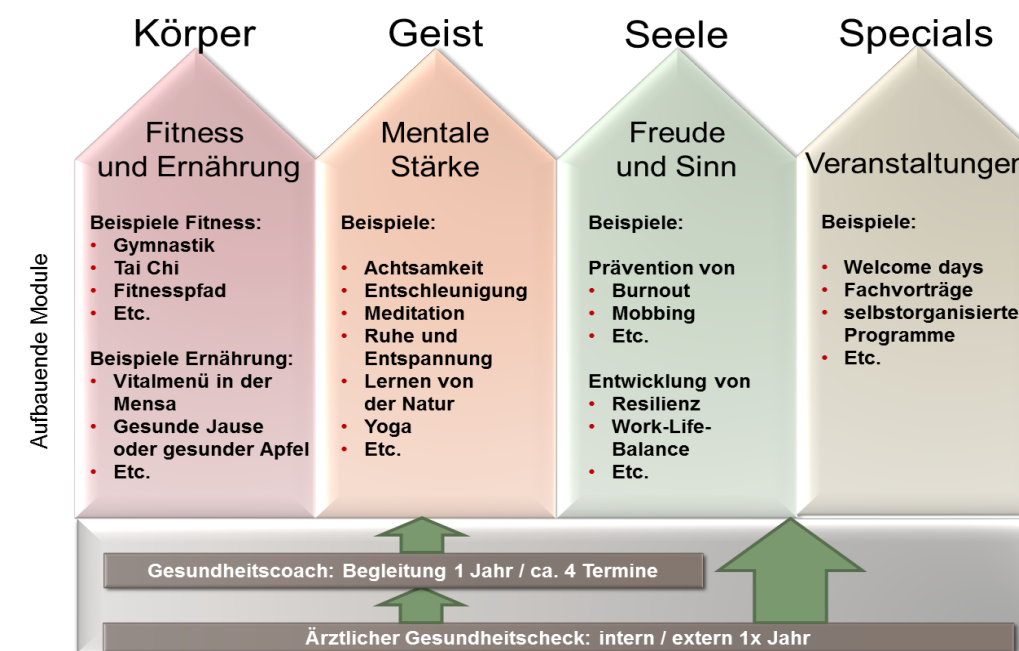 Körper
Fitness
und Ernährung
Beispiele Fitness:
• Gymnastik
• Tai Chi
• Fitnesspfad
• Etc.
Beispiele Ernährung:
• Vitalmenü in der
Mensa
• Gesunde Jause
oder gesunder Apfel
• Etc.
Geist
Mentale
Stärke
Beispiele:
• Achtsamkeit
• Entschleunigung
• Meditation
• Ruhe und
Entspannung
• Lernen von
der Natur
• Yoga
• Etc.
Seele
Freude
und Sinn
Beispiele:
Prävention von
• Burnout
• Mobbing
• Etc.
Entwicklung von
• Resilienz
• Work-Life-
Balance
• Etc.
Specials
Veranstaltungen
Beispiele:
• Welcome days
• Fachvorträge
• selbstorganisierte
Programme
• Etc.
Aufbauende Module
Gesundheitscoach: Begleitung 1 Jahr / ca. 4 Termine
Ärztlicher Gesundheitscheck: intern / extern 1x Jahr